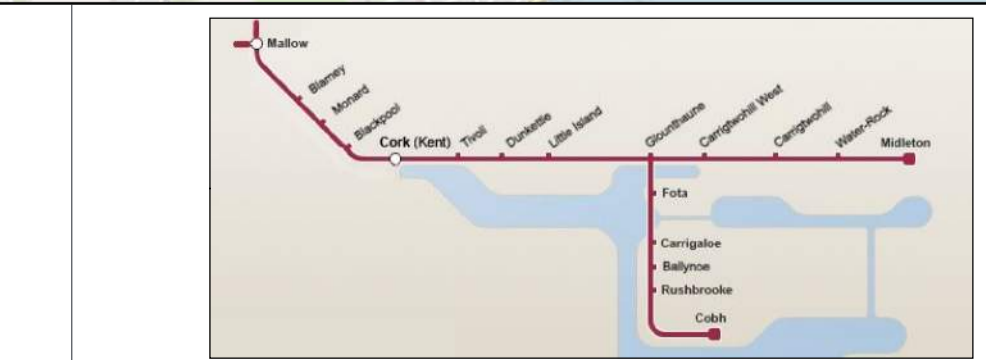 Mallow
Blarney
Monard
Blackpool
Cork (Kent)
Tivoli
Dunkettle
Little Island
Glounthaune
Carrigtwohill West
Carrigtwohill
Water-Rock
Midleton
Fota
Carrigaloe
Ballynoe
Rushbrooke
Cobh